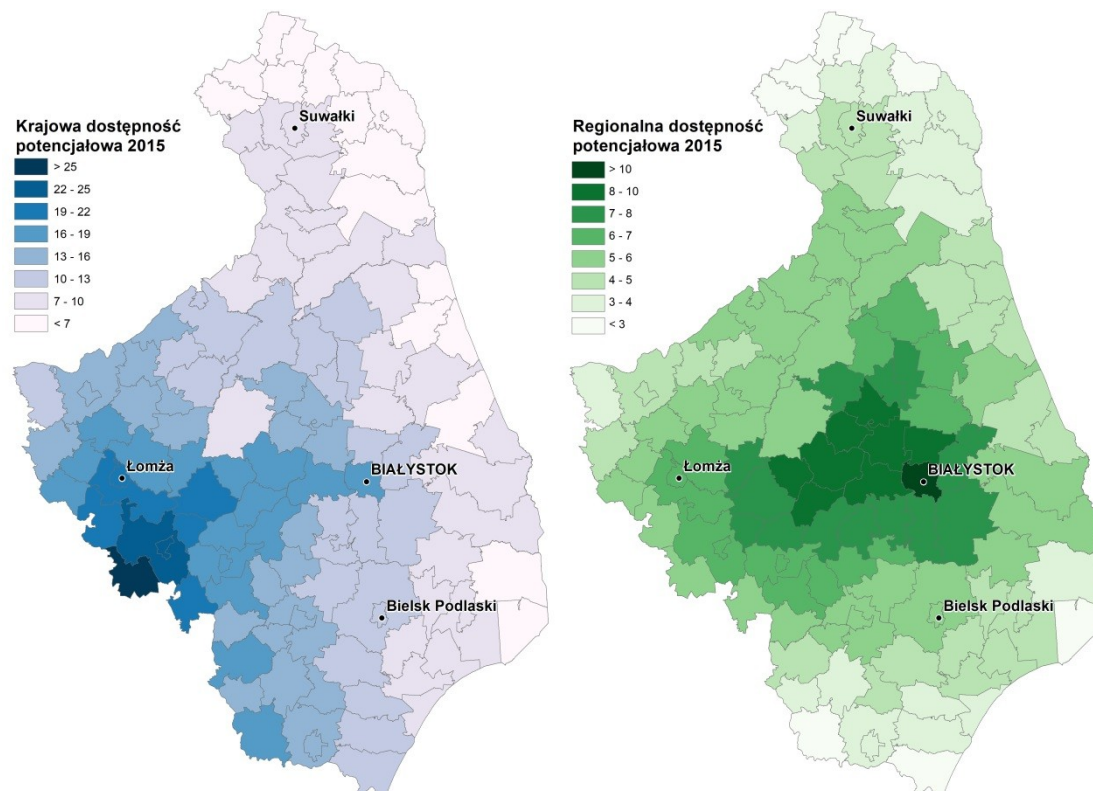 Krajowa dostępność
potencjałowa 2015
> 25
22 - 25
19 - 22
16 - 19
13 - 16
10 - 13
7 - 10
< 7
Suwałki
Łomża
BIAŁYSTOK
Bielsk Podlaski
Regionalna dostępność
potencjałowa 2015
> 10
8 - 10
7 - 8
6 - 7
5 - 6
4 - 5
3 - 4
< 3
Suwałki
Łomża
BIAŁYSTOK
Bielsk Podlaski